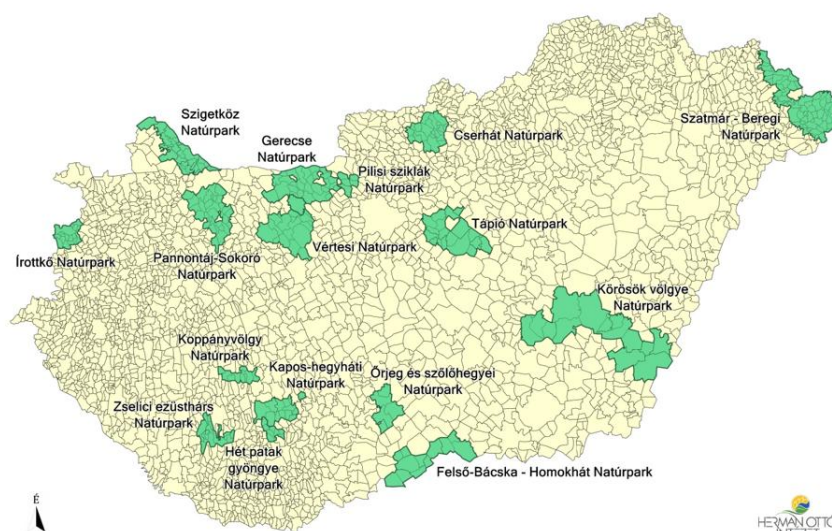 Szigetköz
Natúrpark
Gerecse
Natúrpark
Cserhát Natúrpark
Szatmár - Beregi
Natúrpark
Pilisi sziklák
Natúrpark
Írottkő Natúrpark
Pannontáj-Sokoró
Natúrpark
Vértesi Natúrpark
Tápió Natúrpark
Körösök völgye
Natúrpark
Koppányvölgy
Natúrpark
Kapos-hegyháti
Natúrpark
Őrjeg és szőlőhegyei
Natúrpark
Zselici ezüsthárs
Natúrpark
Hét patak
gyöngye
Natúrpark
Felső-Bácska - Homokhát Natúrpark
É
HERMAN OTTÓ